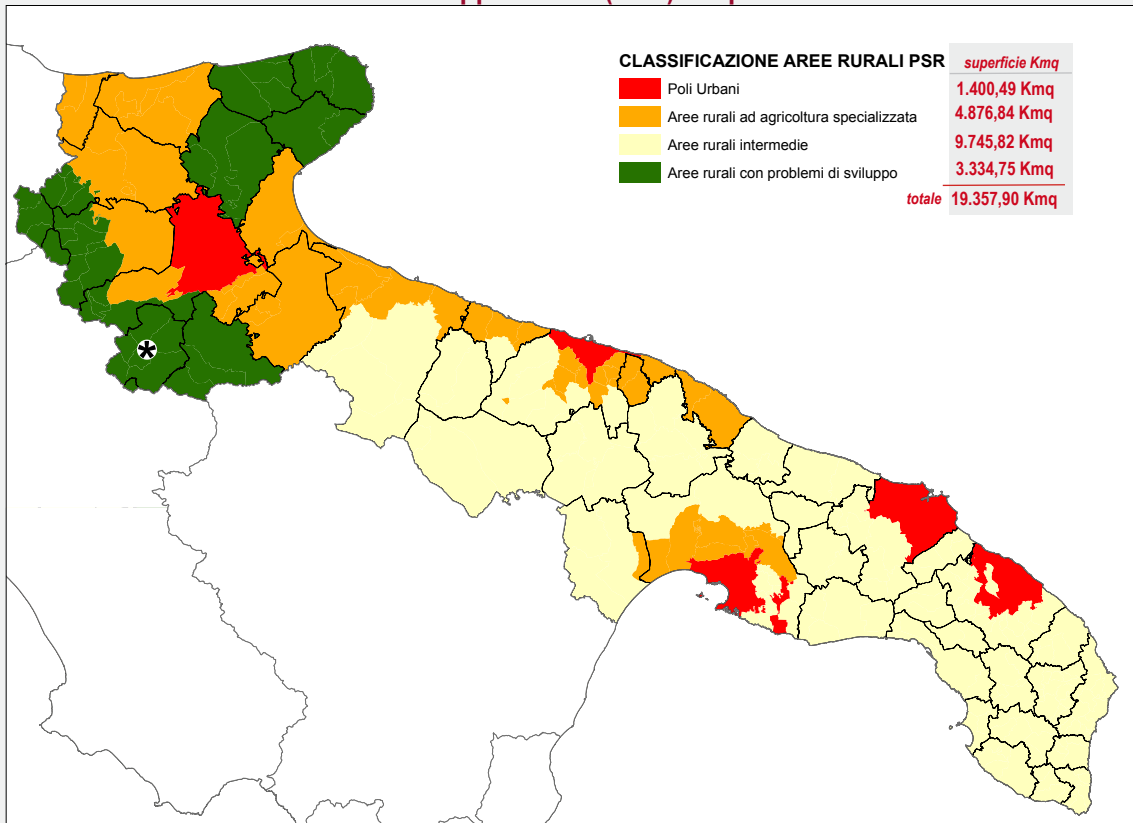 CLASSIFICAZIONE AREE RURALI PSR superficie Kmq
Poli Urbani 1.400,49 Kmq
Aree rurali ad agricoltura specializzata 4.876,84 Kmq
Aree rurali intermedie 9.745,82 Kmq
Aree rurali con problemi di sviluppo 3.334,75 Kmq
totale 19.357,90 Kmq
*